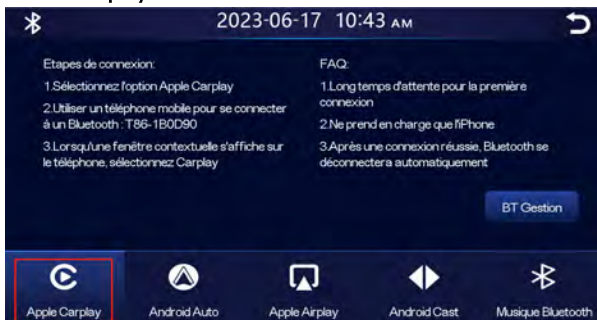 2023-06-17 10:43 AM
Etapes de connexion:
1.Sélectionnez l'option Apple Carplay
2.Utiliser un téléphone mobile pour se connecter
á un Bluetooth : T86-1B0D90
3.Lorsqu'une fenêtre contextuelle s'affiche sur
le téléphone, sélectionnez Carplay
FAQ:
1.Long temps d'attente pour la première
connexion
2.Ne prend en charge que l'iPhone
3.Après une connexion réussie, Bluetooth se
déconnectera automatiquement
BT Gestion
Apple Carplay
Android Auto
Apple Airplay
Android Cast
Musique Bluetooth